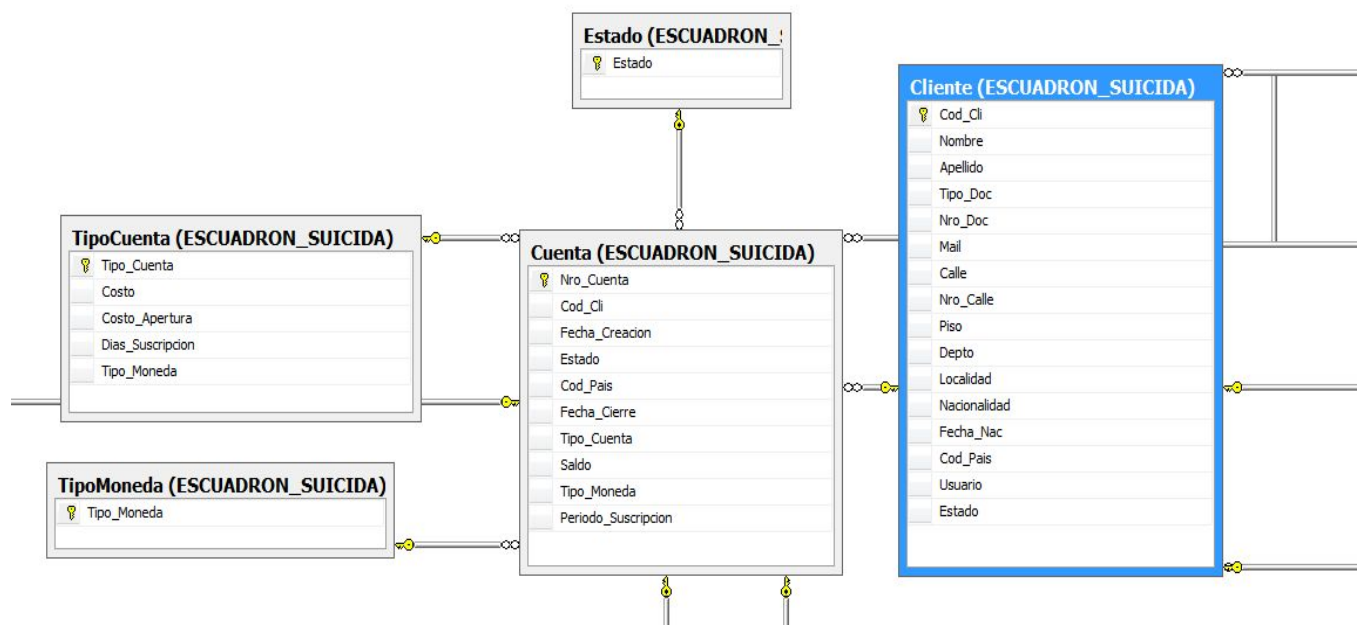 Estado (ESCUADRON_S
Estado
Cliente (ESCUADRON_SUICIDA)
Cod_Cli
Nombre
Apellido
Tipo_Doc
Nro_Doc
Mail
Calle
Nro_Calle
Piso
Depto
Localidad
Nacionalidad
Fecha_Nac
Cod_Pais
Usuario
Estado
TipoCuenta (ESCUADRON_SUICIDA)
Tipo_Cuenta
Costo
Costo_Apertura
Dias_Suscripcion
Tipo_Moneda
Cuenta (ESCUADRON_SUICIDA)
Nro_Cuenta
Cod_Cli
Fecha_Creacion
Estado
Cod_Pais
Fecha_Cierre
Tipo_Cuenta
Saldo
Tipo_Moneda
Periodo_Suscripcion
TipoMoneda (ESCUADRON_SUICIDA)
Tipo_Moneda